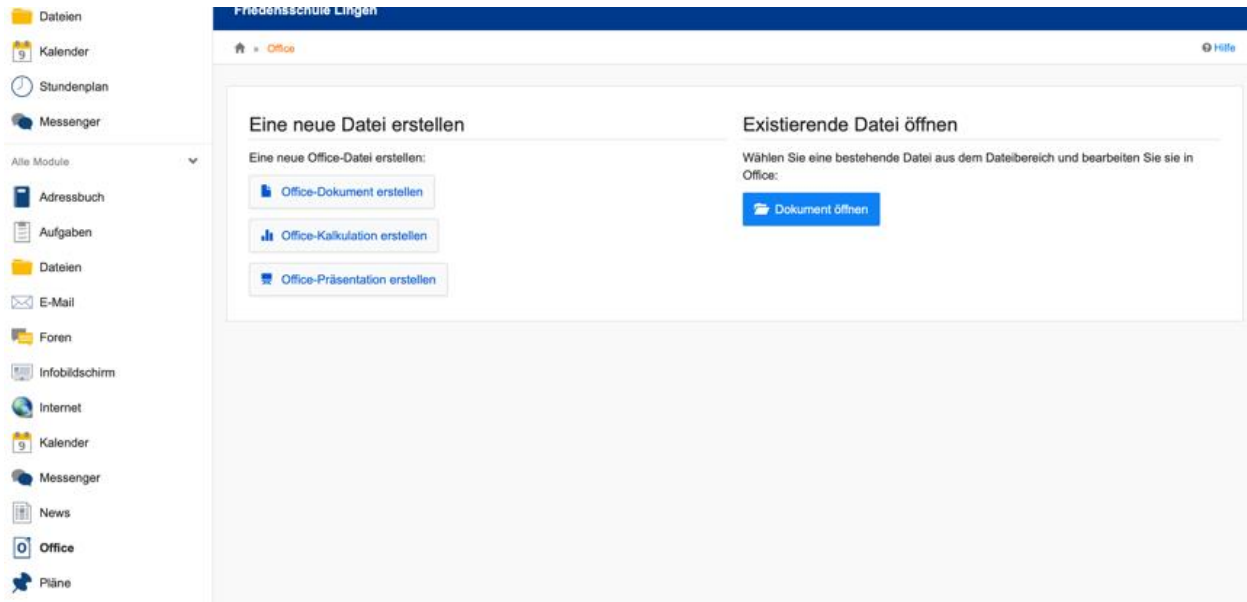 Dateien
Kalender
Stundenplan
Messenger
Alle Module
Adressbuch
Aufgaben
Dateien
E-Mail
Foren
Infobildschirm
Internet
Kalender
Messenger
News
Office
Pläne
Friedensschule Lingen
» Office
Hilfe
Eine neue Datei erstellen
Eine neue Office-Datei erstellen:
Office-Dokument erstellen
Office-Kalkulation erstellen
Office-Präsentation erstellen
Existierende Datei öffnen
Wählen Sie eine bestehende Datei aus dem Dateibereich und bearbeiten Sie sie in
Office:
Dokument öffnen